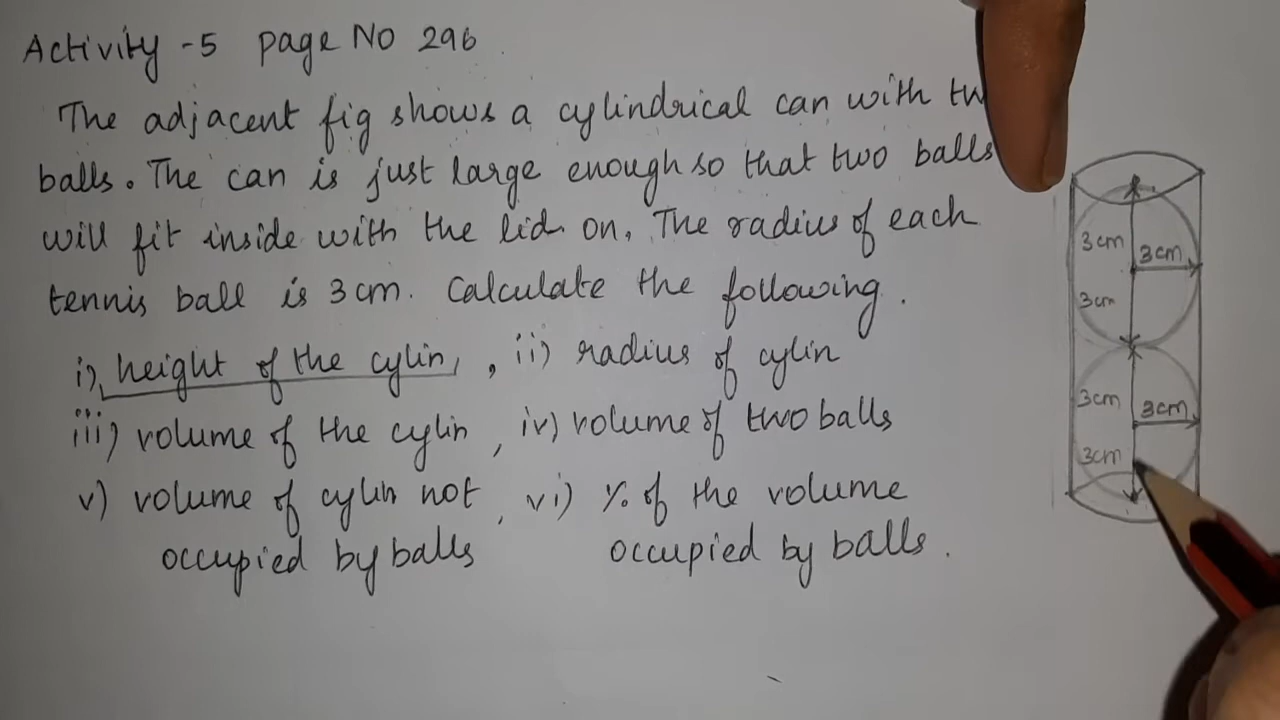 Activity -5 page No 296
The adjacent fig shows a cylindrical can with
balls. The can is just large enough so that two balls
will fit inside with the lid on. The radius of each
tennis ball is 3 cm. Calculate the following.
i), height of the cylin, , ii) radius of cylin
iii) volume of the cylin , iv) volume of two balls
v) volume of cylin not , vi) % of the volume
occupied by balls occupied by balls.
3cm
3cm
3cm
3cm
3cm
3cm